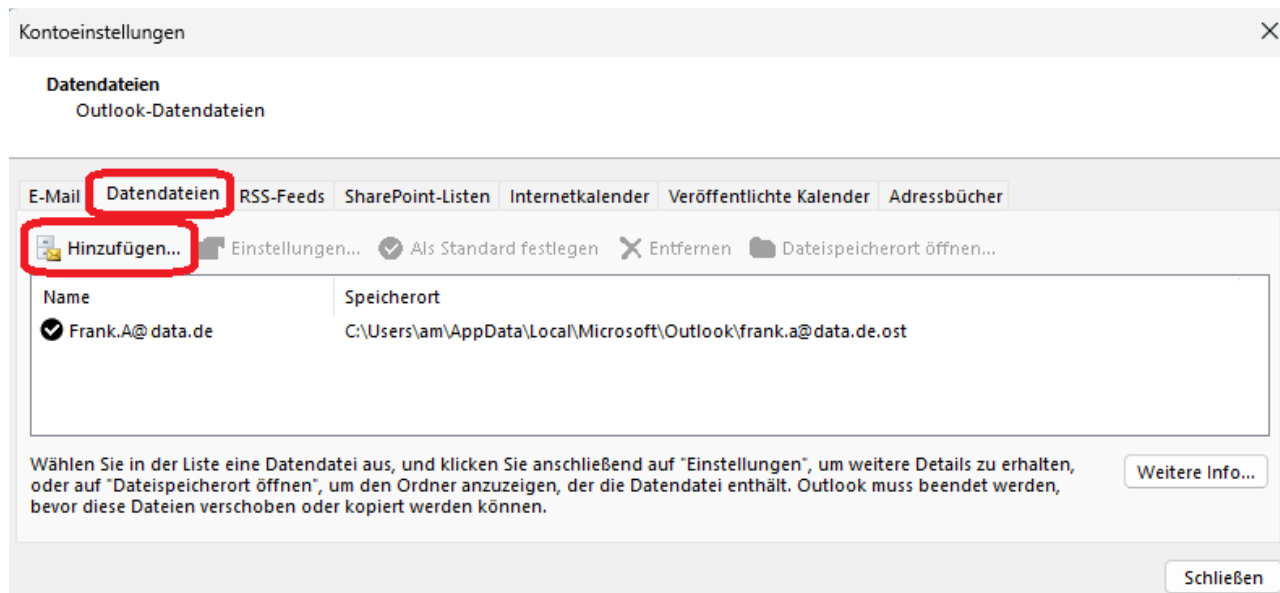 Kontoeinstellungen
Datendateien
Outlook-Datendateien
E-Mail Datendateien RSS-Feeds SharePoint-Listen Internetkalender Veröffentlichte Kalender Adressbücher
Hinzufügen... Einstellungen... Als Standard festlegen Entfernen Dateispeicherort öffnen...
Name Speicherort
Frank.A@data.de C:\Users\am\AppData\Local\Microsoft\Outlook\frank.a@data.de.ost
Wählen Sie in der Liste eine Datendatei aus, und klicken Sie anschließend auf "Einstellungen", um weitere Details zu erhalten,
oder auf "Dateispeicherort öffnen", um den Ordner anzuzeigen, der die Datendatei enthält. Outlook muss beendet werden,
bevor diese Dateien verschoben oder kopiert werden können.
Weitere Info...
Schließen